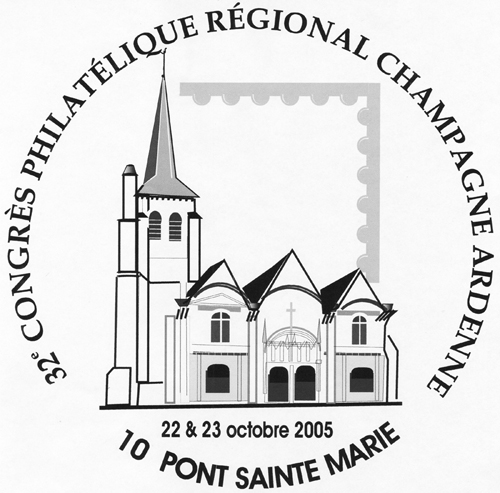 32e CONGRÈS PHILATÉLIQUE RÉGIONAL CHAMPAGNE ARDENNE
22 & 23 octobre 2005
10 PONT SAINTE MARIE